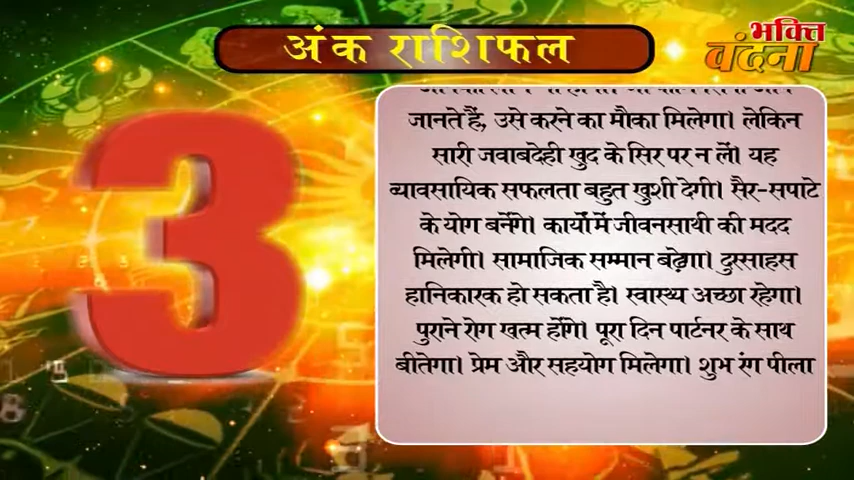 अंक राशिफल
भक्ति
वंदना
3
जानते हैं, उसे करने का मौका मिलेगा। लेकिन
सारी जवाबदेही खुद के सिर पर न लें। यह
व्यावसायिक सफलता बहुत खुशी देगी। सैर-सपाटे
के योग बनेंगे। कार्यों में जीवनसाथी की मदद
मिलेगी। सामाजिक सम्मान बढ़ेगा। दुस्साहस
हानिकारक हो सकता है। स्वास्थ्य अच्छा रहेगा।
पुराने रोग खत्म होंगे। पूरा दिन पार्टनर के साथ
बीतेगा। प्रेम और सहयोग मिलेगा। शुभ रंग पीला